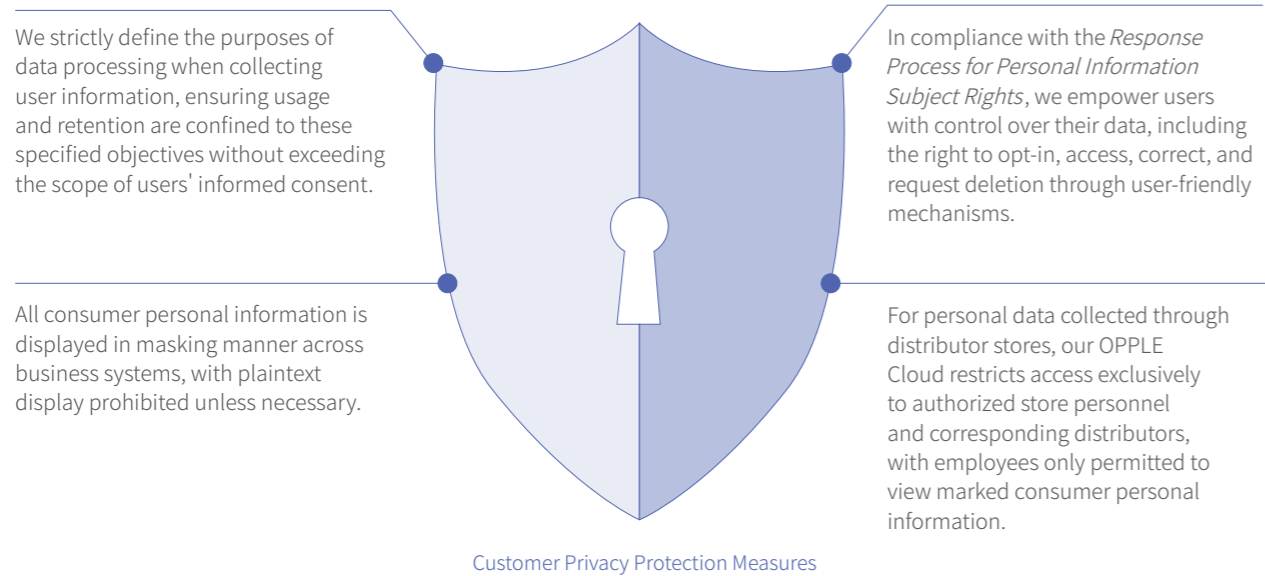 We strictly define the purposes of
data processing when collecting
user information, ensuring usage
and retention are confined to these
specified objectives without exceeding
the scope of users' informed consent.
All consumer personal information is
displayed in masking manner across
business systems, with plaintext
display prohibited unless necessary.
In compliance with the Response
Process for Personal Information
Subject Rights, we empower users
with control over their data, including
the right to opt-in, access, correct, and
request deletion through user-friendly
mechanisms.
For personal data collected through
distributor stores, our OPPLE
Cloud restricts access exclusively
to authorized store personnel
and corresponding distributors,
with employees only permitted to
view marked consumer personal
information.
Customer Privacy Protection Measures